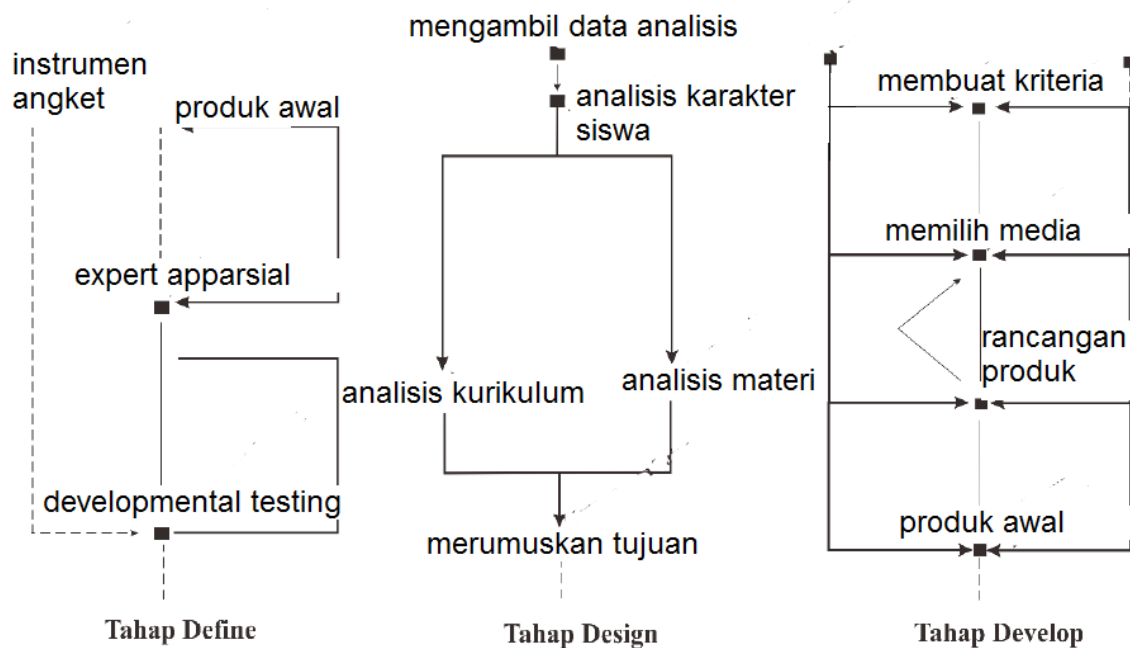 instrumen
angket
produk awal
expert apparsial
developmental testing
Tahap Define
mengambil data analisis
analisis karakter
siswa
analisis kurikulum
analisis materi
merumuskan tujuan
Tahap Design
membuat kriteria
memilih media
rancangan
produk
produk awal
Tahap Develop